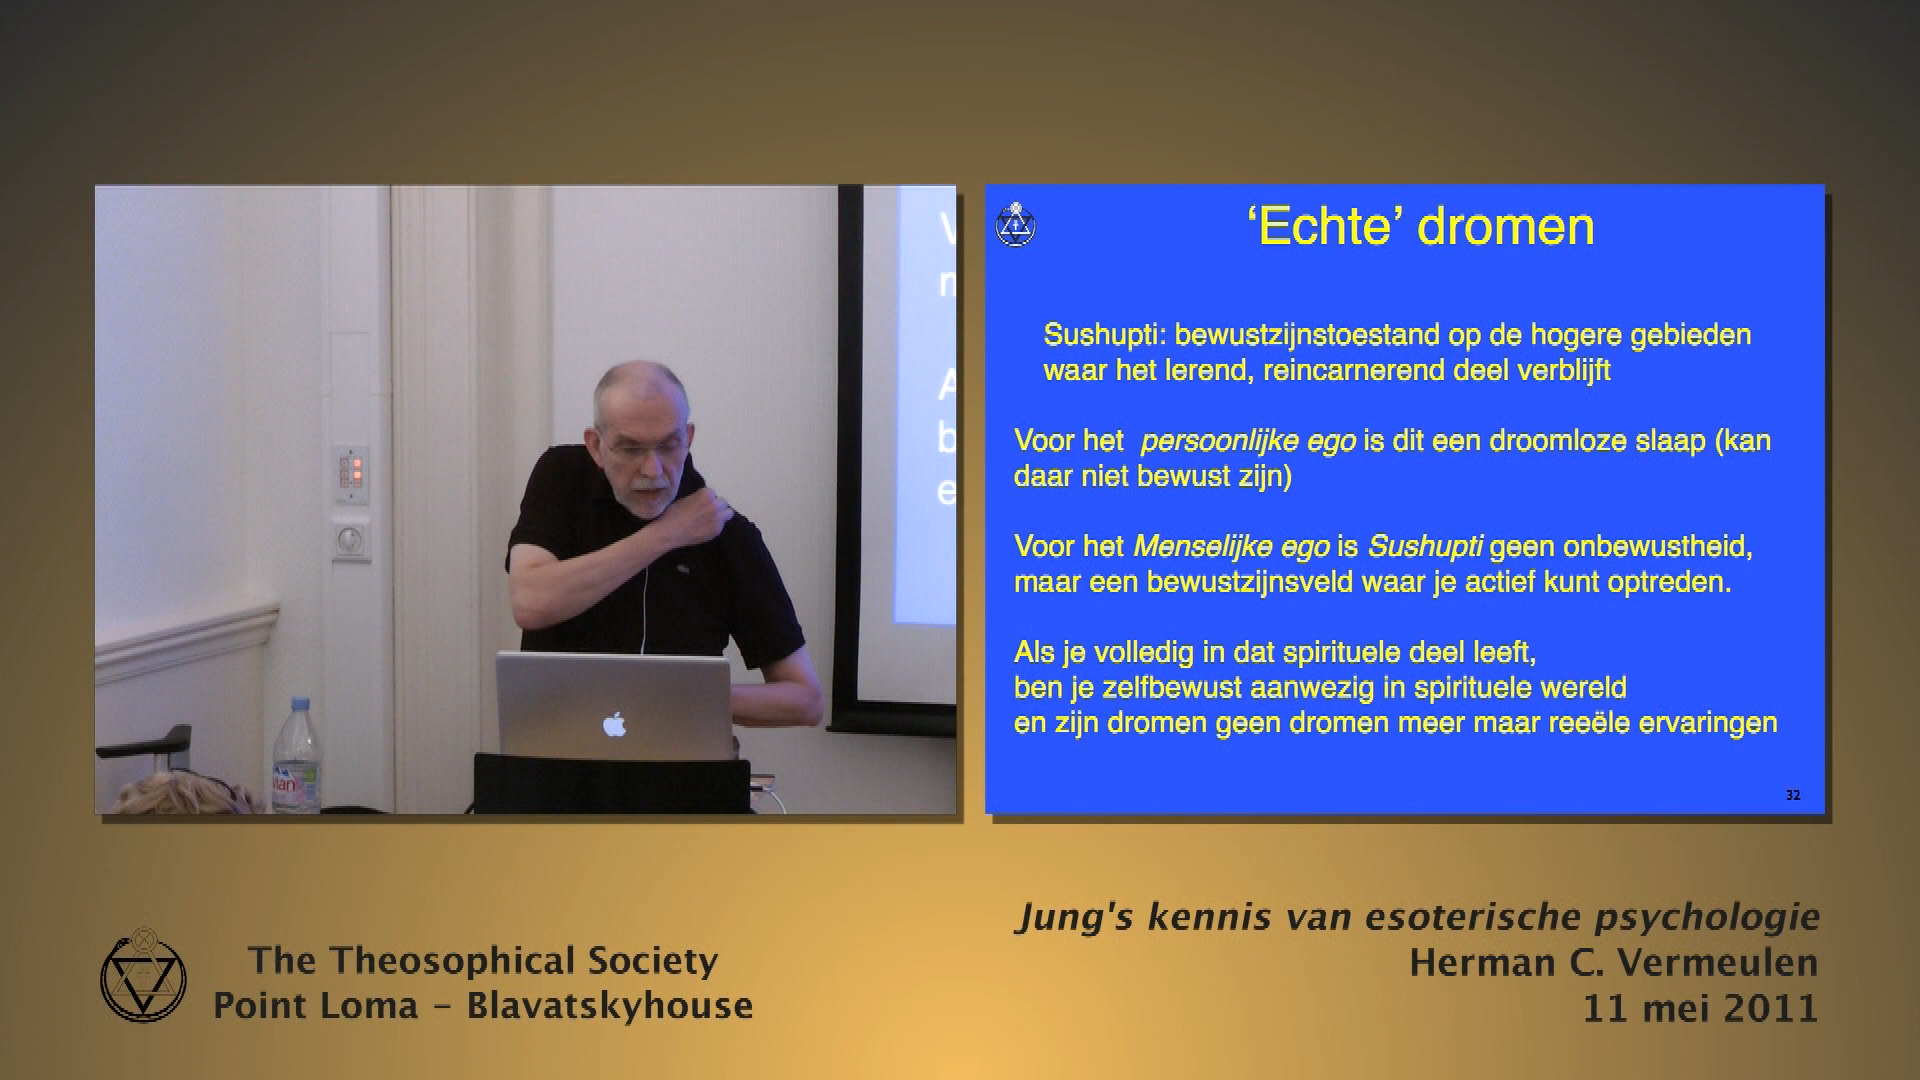 ‘Echte’ dromen
Sushupti: bewustzijnstoestand op de hogere gebieden
waar het lerend, reincarnerend deel verblijft
Voor het persoonlijke ego is dit een droomloze slaap (kan
daar niet bewust zijn)
Voor het Menselijke ego is Sushupti geen onbewustheid,
maar een bewustzijnsveld waar je actief kunt optreden.
Als je volledig in dat spirituele deel leeft,
ben je zelfbewust aanwezig in spirituele wereld
en zijn dromen geen dromen meer maar reeële ervaringen
32
The Theosophical Society
Point Loma – Blavatskyhouse
Jung's kennis van esoterische psychologie
Herman C. Vermeulen
11 mei 2011